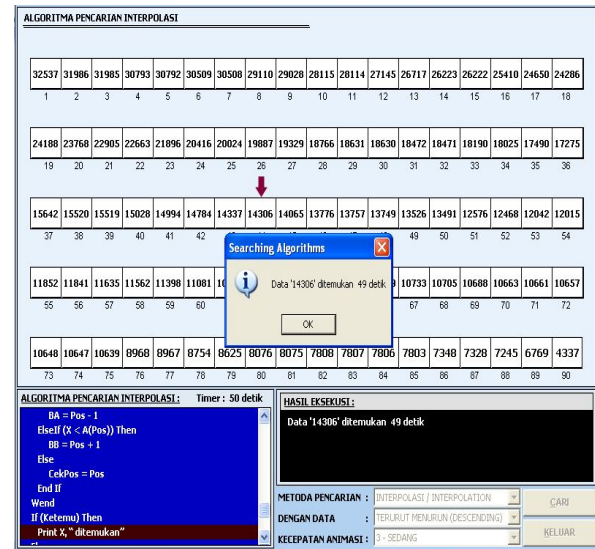 ALGORITMA PENCARIAN INTERPOLASI
32537 31986 31985 30793 30792 30509 30508 29110 29028 28115 28114 27145 26717 26223 26222 25410 24650 24286
1 2 3 4 5 6 7 8 9 10 11 12 13 14 15 16 17 18
24188 23768 22905 22663 21896 20416 20024 19887 19329 18766 18631 18630 18472 18471 18190 18025 17490 17275
19 20 21 22 23 24 25 26 27 28 29 30 31 32 33 34 35 36
15642 15520 15519 15028 14994 14784 14337 14306 14065 13776 13757 13749 13526 13491 12576 12468 12042 12015
37 38 39 40 41 42 49 50 51 52 53 54
Searching Algorithms
Data '14306' ditemukan 49 detik
OK
11852 11841 11635 11562 11398 11081 10733 10705 10688 10663 10661 10657
55 56 57 58 59 60 67 68 69 70 71 72
10648 10647 10639 8968 8967 8754 8625 8076 8075 7808 7807 7806 7803 7348 7328 7245 6769 4337
73 74 75 76 77 78 79 80 81 82 83 84 85 86 87 88 89 90
ALGORITMA PENCARIAN INTERPOLASI : Timer : 50 detik
BA = Pos - 1
ElseIf (X < A(Pos)) Then
BB = Pos + 1
Else
CekPos = Pos
End If
Wend
If (Ketemu) Then
Print X, " ditemukan"
HASIL EKSEKUSI :
Data '14306' ditemukan 49 detik
METODA PENCARIAN : INTERPOLASI / INTERPOLATION
CARI
DENGAN DATA : TERURUT MENURUN (DESCENDING)
KECEPATAN ANIMASI : 3 - SEDANG
KELUAR